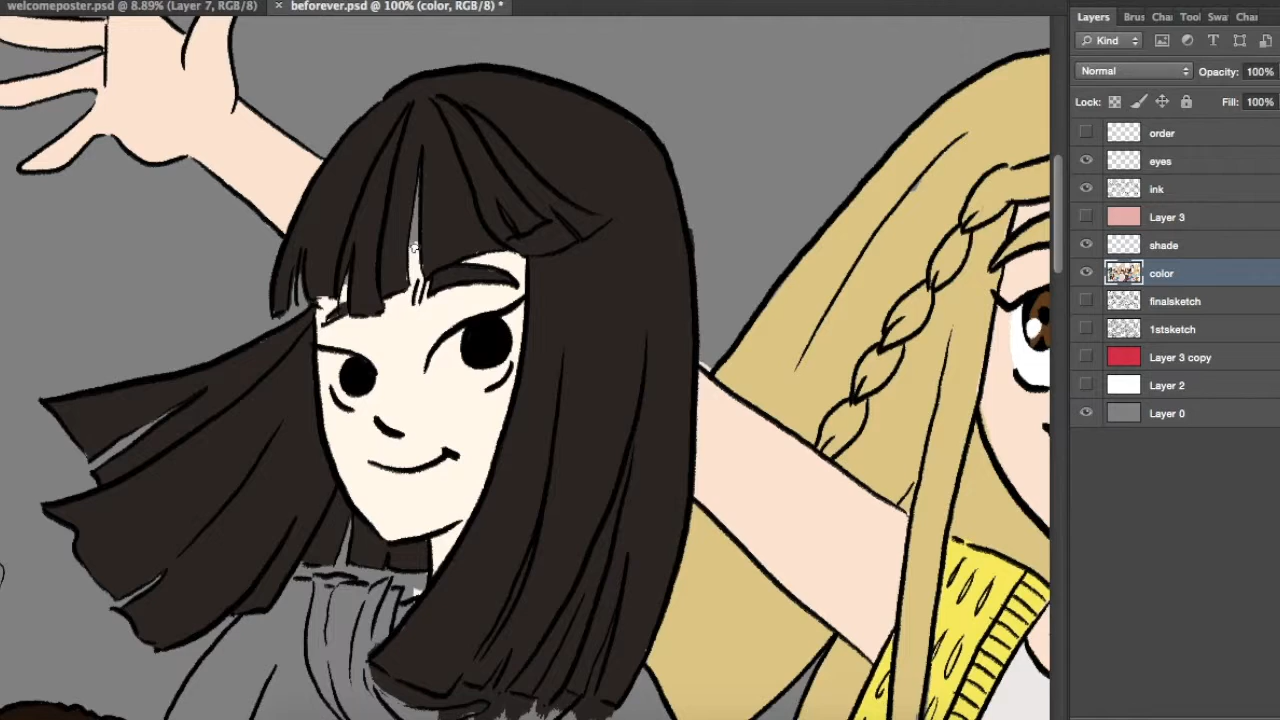 welcomeposter.psd @ 8.89% (Layer 7, RGB/8) × beforever.psd @ 100% (color, RGB/8) *
Layers Brus Cha Tool Swa Chai
Kind
Normal Opacity: 100%
Lock: Fill: 100%
order
eyes
ink
Layer 3
shade
color
finalsketch
1stsketch
Layer 3 copy
Layer 2
Layer 0